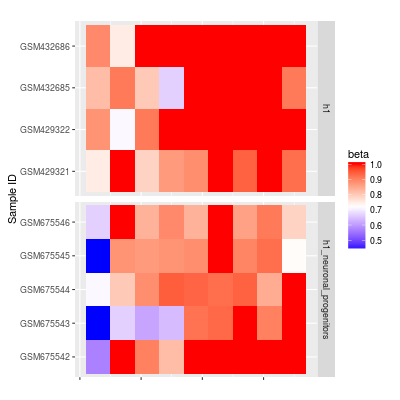 GSM432686
GSM432685
GSM429322
GSM429321
h1
GSM675546
GSM675545
GSM675544
GSM675543
GSM675542
h1_neuronal_progenitors
Sample ID
beta
1.0
0.9
0.8
0.7
0.6
0.5